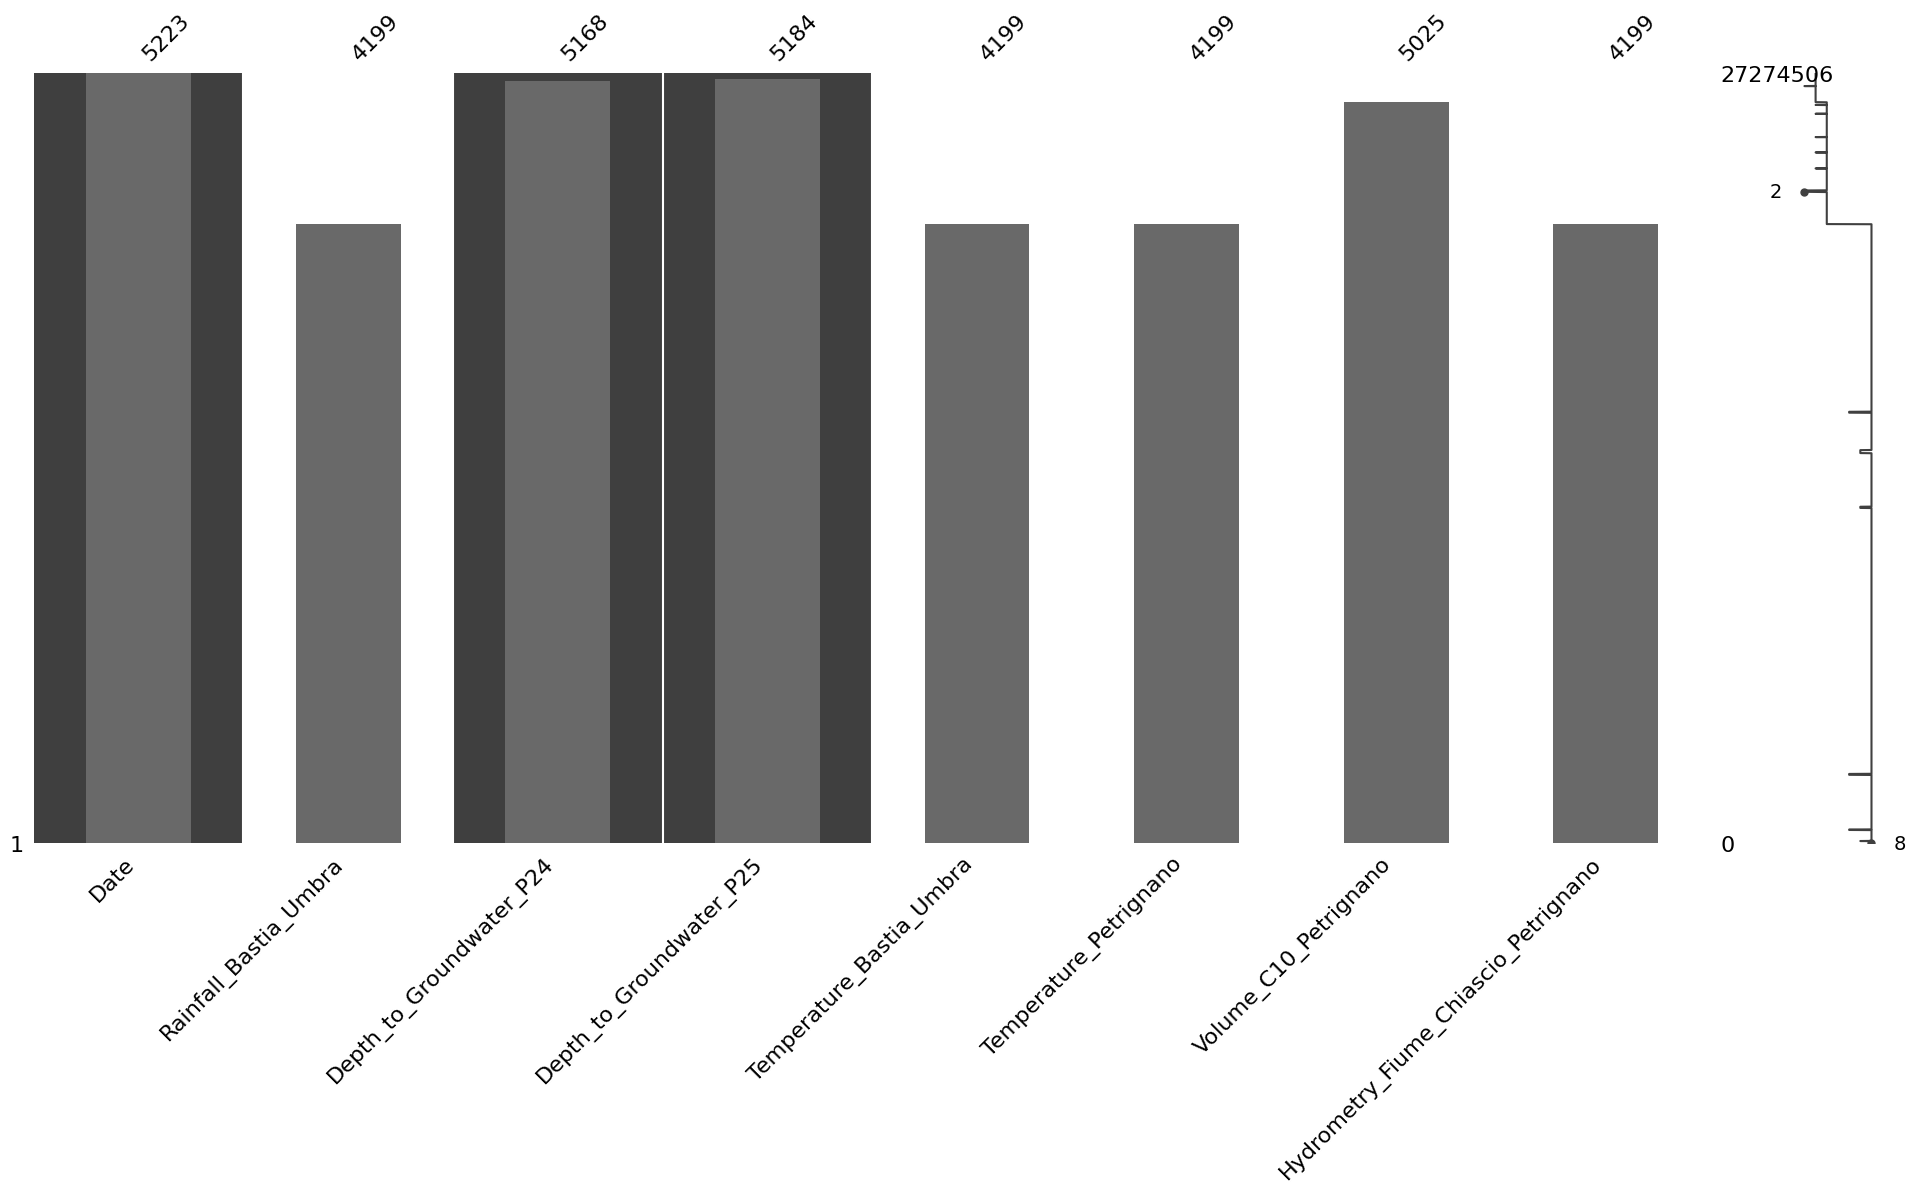 5223
4199
5168
5184
4199
4199
5025
4199
27274506
2
1
0
8
Date
Rainfall_Bastia_Umbra
Depth_to_Groundwater_P24
Depth_to_Groundwater_P25
Temperature_Bastia_Umbra
Temperature_Petrignano
Volume_C10_Petrignano
Hydrometry_Fiume_Chiascio_Petrignano